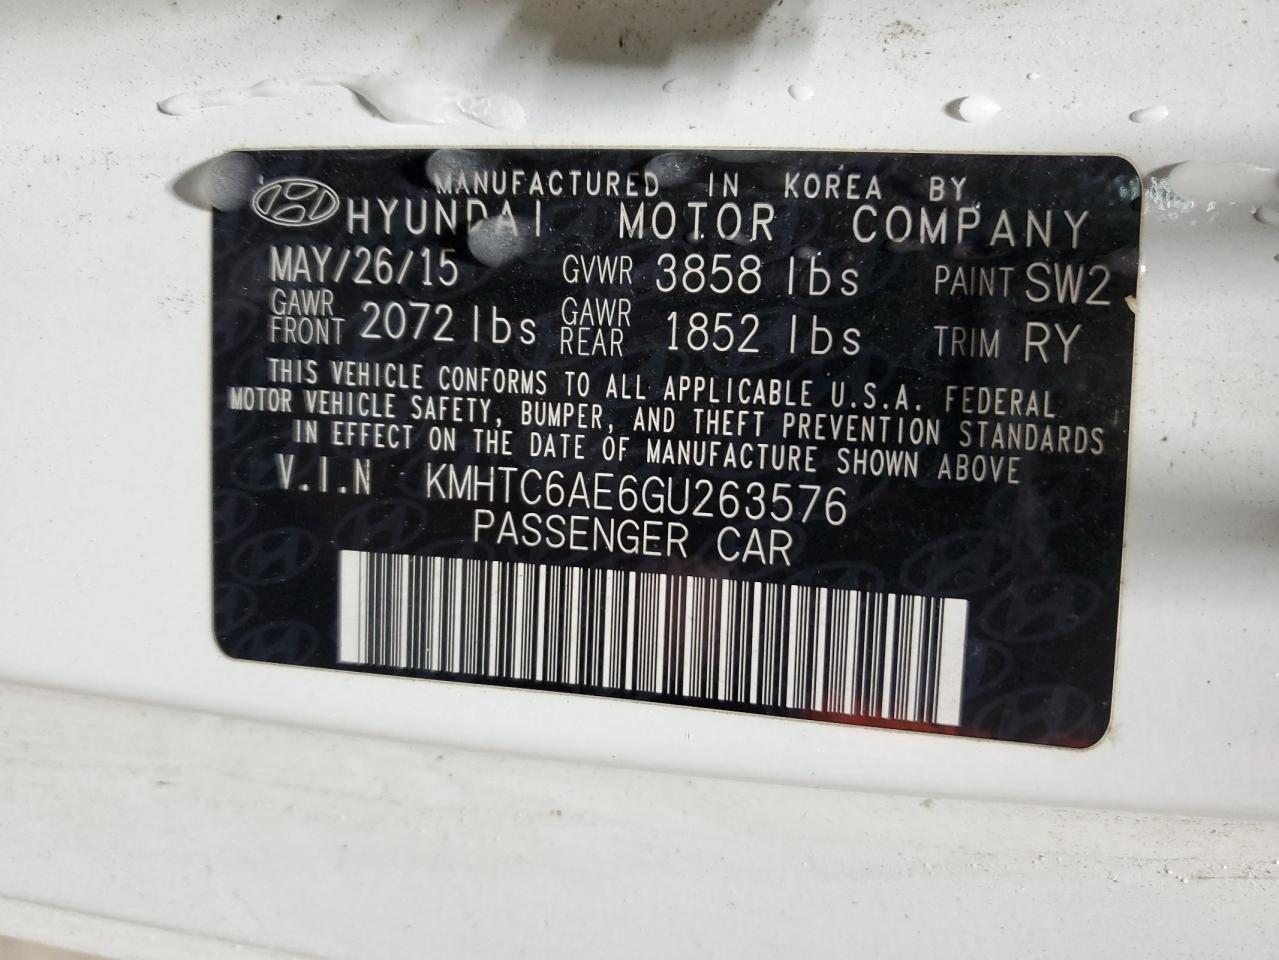 MANUFACTURED IN KOREA BY
HYUNDAI MOTOR COMPANY
MAY/26/15 GVWR 3858 lbs PAINT SW2
GAWR FRONT 2072 lbs GAWR REAR 1852 lbs TRIM RY
THIS VEHICLE CONFORMS TO ALL APPLICABLE U.S.A. FEDERAL
MOTOR VEHICLE SAFETY, BUMPER, AND THEFT PREVENTION STANDARDS
IN EFFECT ON THE DATE OF MANUFACTURE SHOWN ABOVE
V.I.N KMHTC6AE6GU263576
PASSENGER CAR